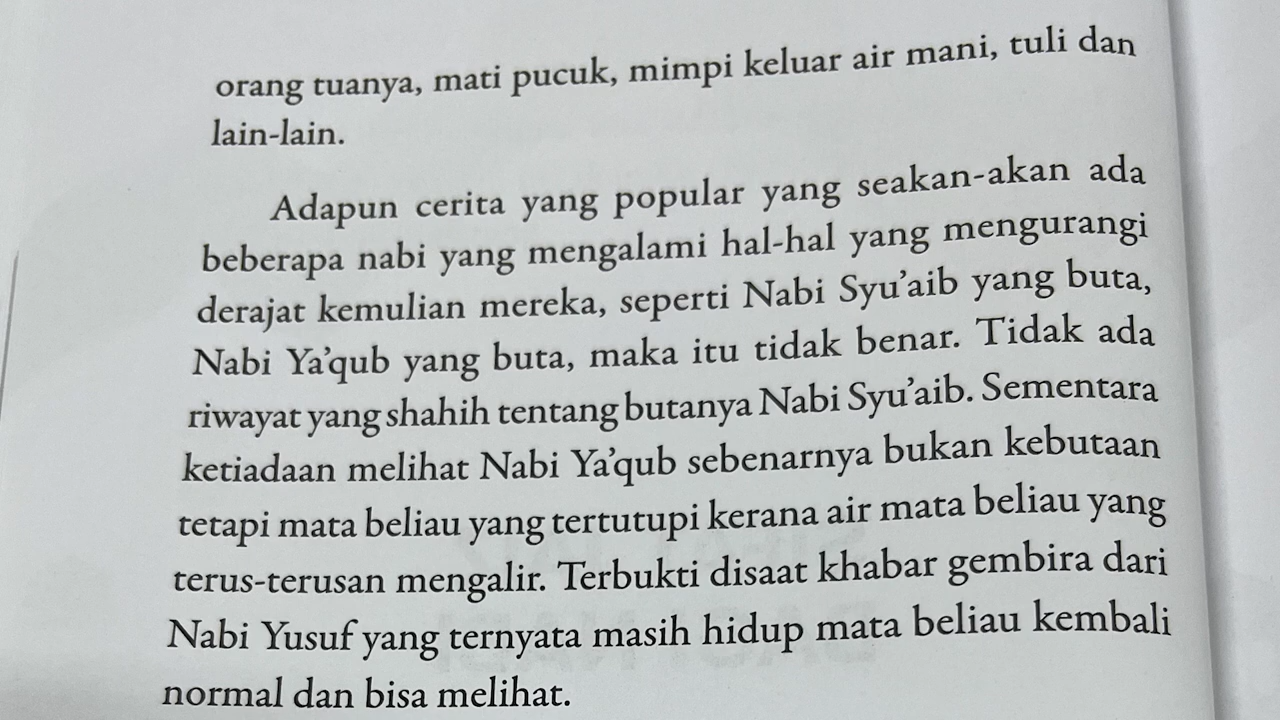 orang tuanya, mati pucuk, mimpi keluar air mani, tuli dan
lain-lain.
Adapun cerita yang popular yang seakan-akan ada
beberapa nabi yang mengalami hal-hal yang mengurangi
derajat kemulian mereka, seperti Nabi Syu’aib yang buta,
Nabi Ya’qub yang buta, maka itu tidak benar. Tidak ada
riwayat yang shahih tentang butanya Nabi Syu’aib. Sementara
ketiadaan melihat Nabi Ya’qub sebenarnya bukan kebutaan
tetapi mata beliau yang tertutupi kerana air mata beliau yang
terus-terusan mengalir. Terbukti disaat khabar gembira dari
Nabi Yusuf yang ternyata masih hidup mata beliau kembali
normal dan bisa melihat.